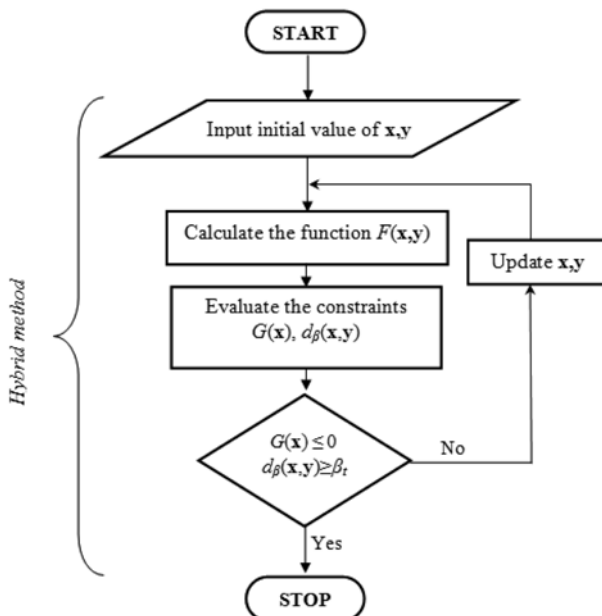 START
Input initial value of x,y
Calculate the function F(x,y)
Update x,y
Evaluate the constraints
G(x), dβ(x,y)
Hybrid method
G(x) ≤ 0
dβ(x,y)≥βt
No
Yes
STOP